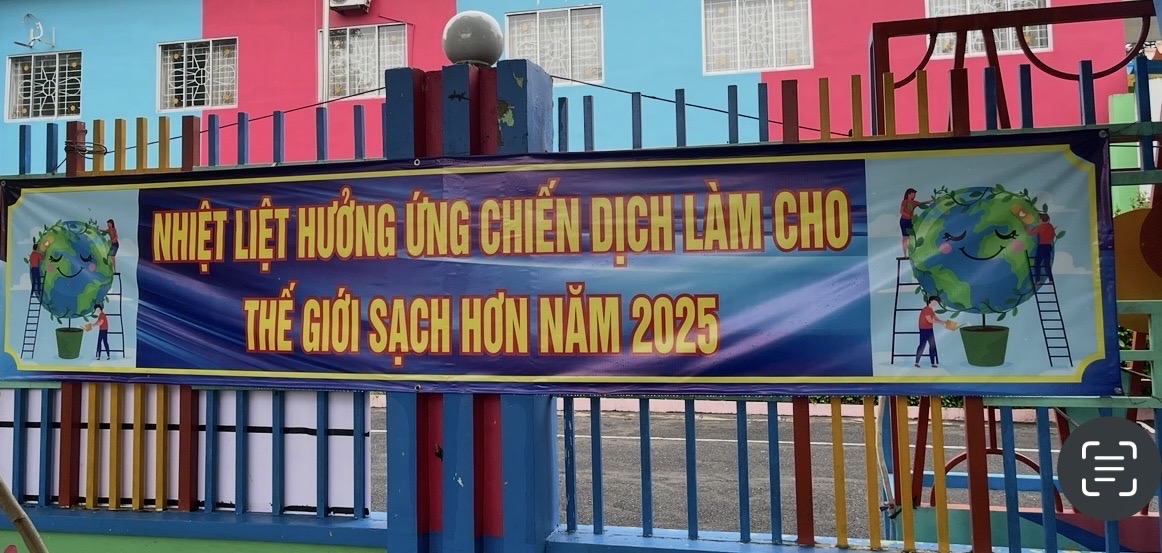 NHIỆT LIỆT HƯỞNG ỨNG CHIẾN DỊCH LÀM CHO
THẾ GIỚI SẠCH HƠN NĂM 2025